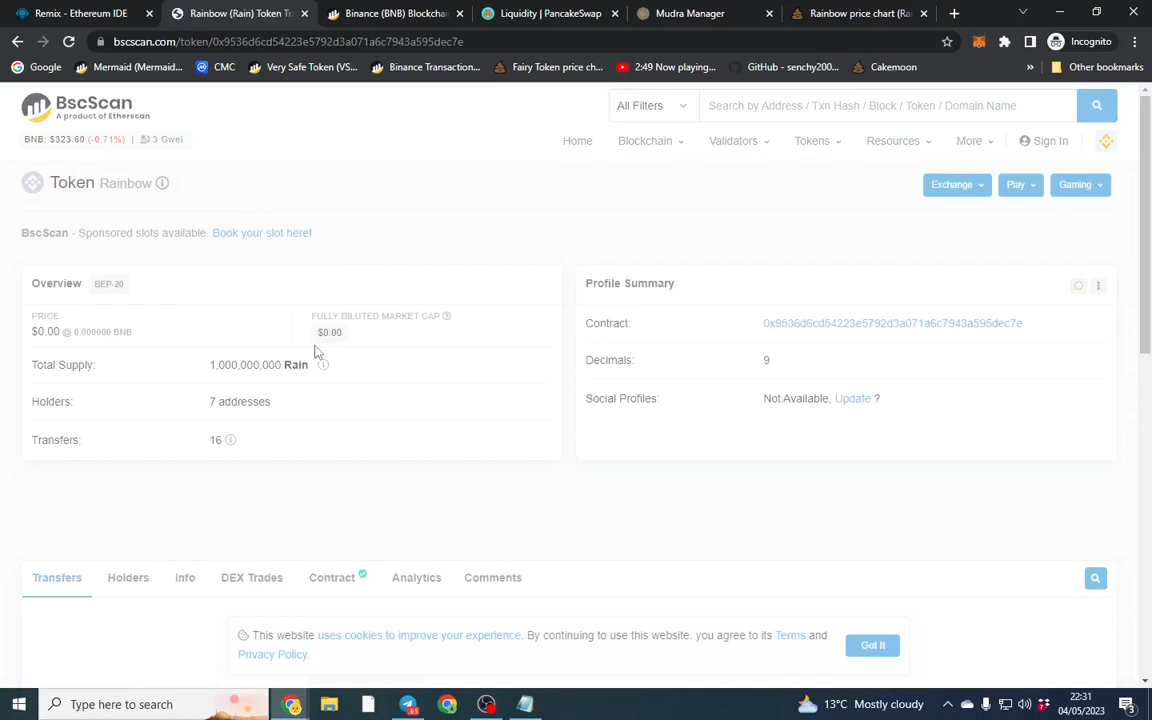 Remix - Ethereum IDE
Rainbow (Rain) Token Tr
Binance (BNB) Blockchai
Liquidity | PancakeSwap
Mudra Manager
Rainbow price chart (Rai
bscscan.com/token/0x9536d6cd54223e5792d3a071a6c7943a595dec7e
Incognito
Google
Mermaid (Mermaid...
CMC
Very Safe Token (VS...
Binance Transaction...
Fairy Token price ch...
2:49 Now playing...
GitHub - senchy200...
Cakemoon
»
Other bookmarks
BscScan
A product of Etherscan
All Filters
Search by Address / Txn Hash / Block / Token / Domain Name
BNB: $323.60 (-0.71%) | 3 Gwei
Home
Blockchain
Validators
Tokens
Resources
More
Sign In
Token Rainbow
Exchange
Play
Gaming
BscScan - Sponsored slots available. Book your slot here!
Overview BEP-20
Profile Summary
PRICE
$0.00 @ 0.000000 BNB
FULLY DILUTED MARKET CAP
$0.00
Contract: 0x9536d6cd54223e5792d3a071a6c7943a595dec7e
Total Supply: 1,000,000,000 Rain
Decimals: 9
Holders: 7 addresses
Social Profiles: Not Available, Update ?
Transfers: 16
Transfers
Holders
Info
DEX Trades
Contract
Analytics
Comments
This website uses cookies to improve your experience. By continuing to use this website, you agree to its Terms and
Privacy Policy.
Got It
Type here to search
65
13°C Mostly cloudy
22:31
04/05/2023
3